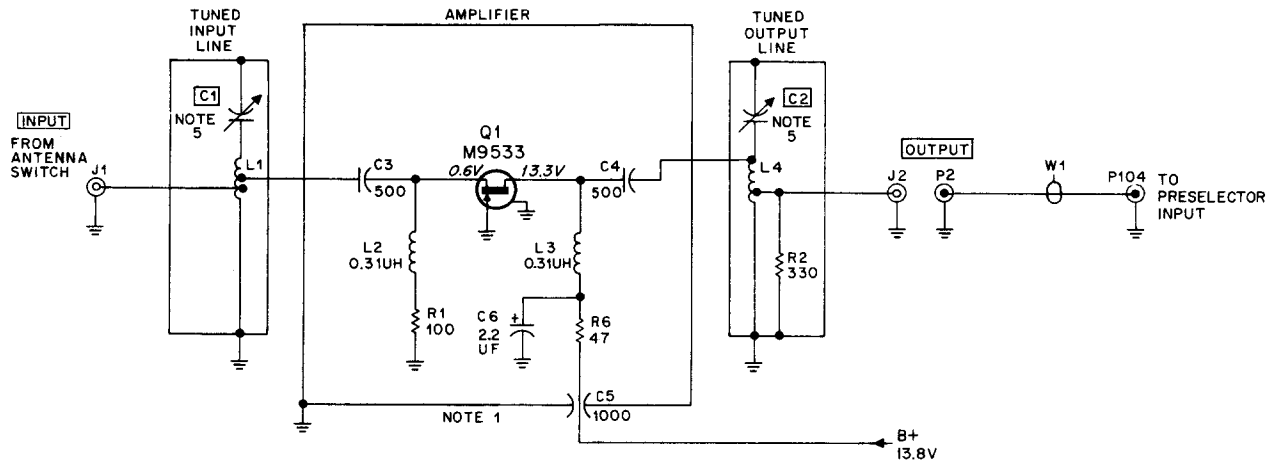 TUNED
INPUT
LINE
AMPLIFIER
TUNED
OUTPUT
LINE
C1
NOTE
5
INPUT
FROM
ANTENNA
SWITCH
J1
L1
C3
500
Q1
M9533
0.6V
13.3V
C4
500
C2
NOTE
5
L4
OUTPUT
J2
P2
W1
P104
TO
PRESELECTOR
INPUT
L2
0.31UH
L3
0.31UH
R2
330
R1
100
C6
+
2.2
UF
R6
47
NOTE 1
C5
1000
B+
13.8V